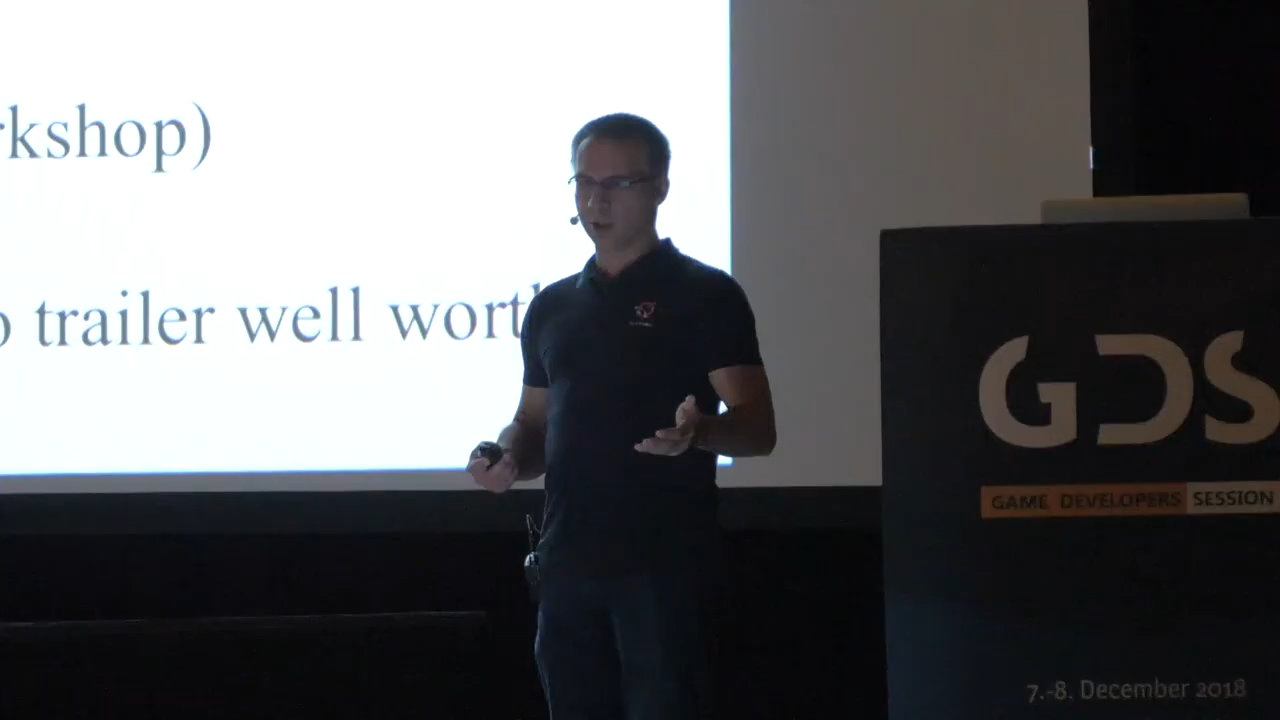 rkshop)
o trailer well wort
GDS
GAME DEVELOPERS SESSION
7.-8. December 2018